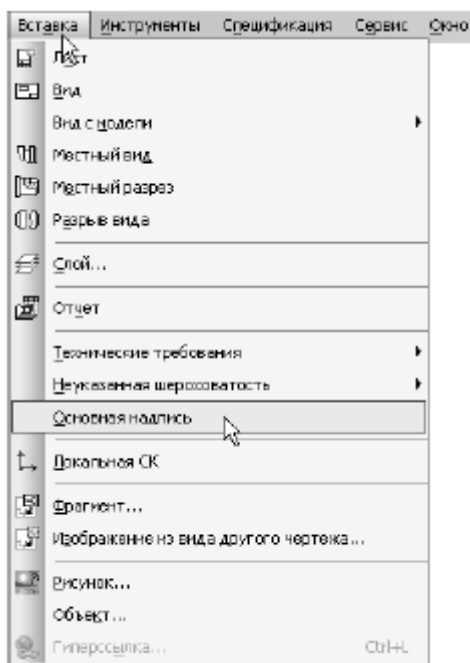 Вставка Инструменты Спецификация Сервис Окно
Лист
Вид
Вид с модели
Местный вид
Местный разрез
Разрыв вида
Слой...
Отчет
Технические требования
Неуказанная шероховатость
Основная надпись
Локальная СК
Фрагмент...
Изображение из вида другого чертежа...
Рисунок...
Объект...
Гиперссылка... Ctrl+L